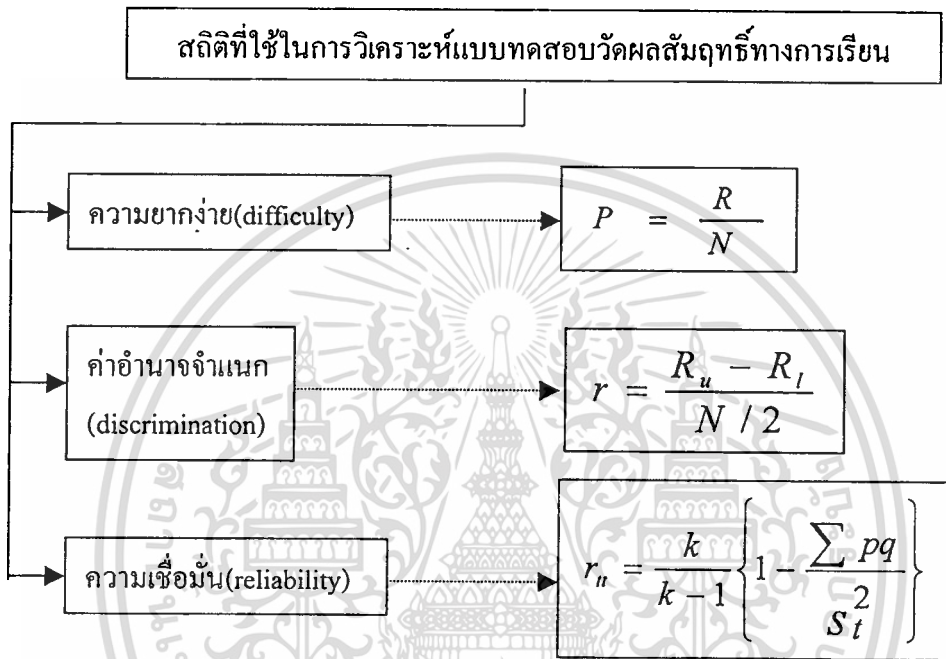 สถิติที่ใช้ในการวิเคราะห์แบบทดสอบวัดผลสัมฤทธิ์ทางการเรียน
ความยากง่าย(difficulty)
P = R / N
ค่าอำนาจจำแนก
(discrimination)
r = (R_u − R_l) / (N / 2)
ความเชื่อมั่น(reliability)
r_tt = k / (k − 1) {1 − ∑ pq / S_t^2}